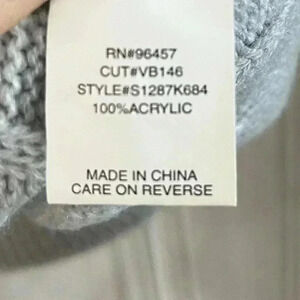 RN#96457
CUT#VB146
STYLE#S1287K684
100%ACRYLIC
MADE IN CHINA
CARE ON REVERSE